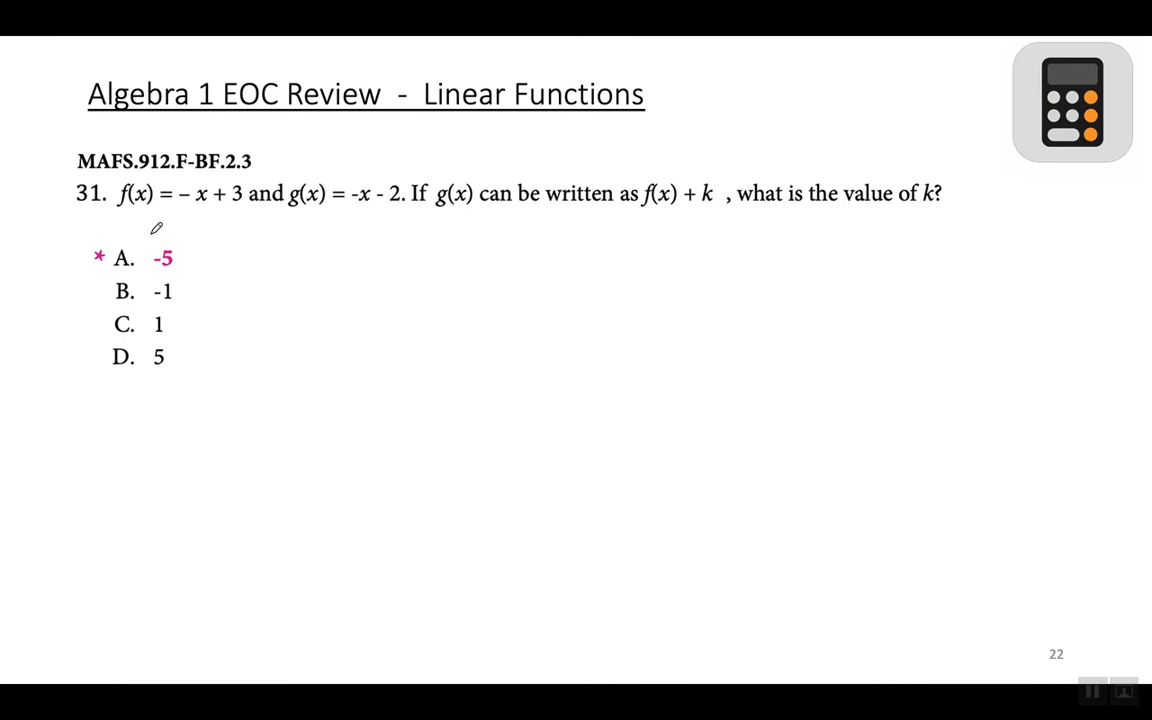 Algebra 1 EOC Review - Linear Functions
MAFS.912.F-BF.2.3
31. f(x) = – x + 3 and g(x) = -x - 2. If g(x) can be written as f(x) + k , what is the value of k?
* A. -5
B. -1
C. 1
D. 5
22